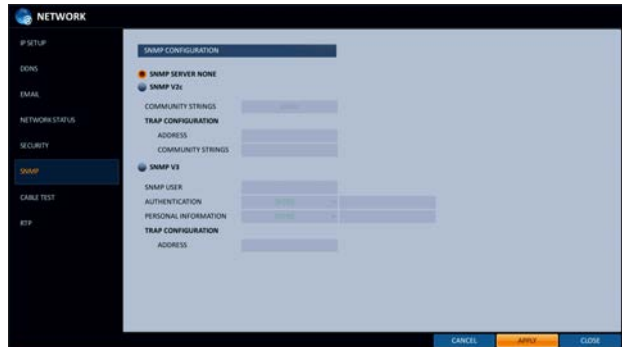 NETWORK
IP SETUP
DDNS
EMAIL
NETWORK STATUS
SECURITY
SNMP
CABLE TEST
RTP
SNMP CONFIGURATION
SNMP SERVER NONE
SNMP V2c
COMMUNITY STRINGS
TRAP CONFIGURATION
ADDRESS
COMMUNITY STRINGS
SNMP V3
SNMP USER
AUTHENTICATION
PERSONAL INFORMATION
TRAP CONFIGURATION
ADDRESS
CANCEL APPLY CLOSE